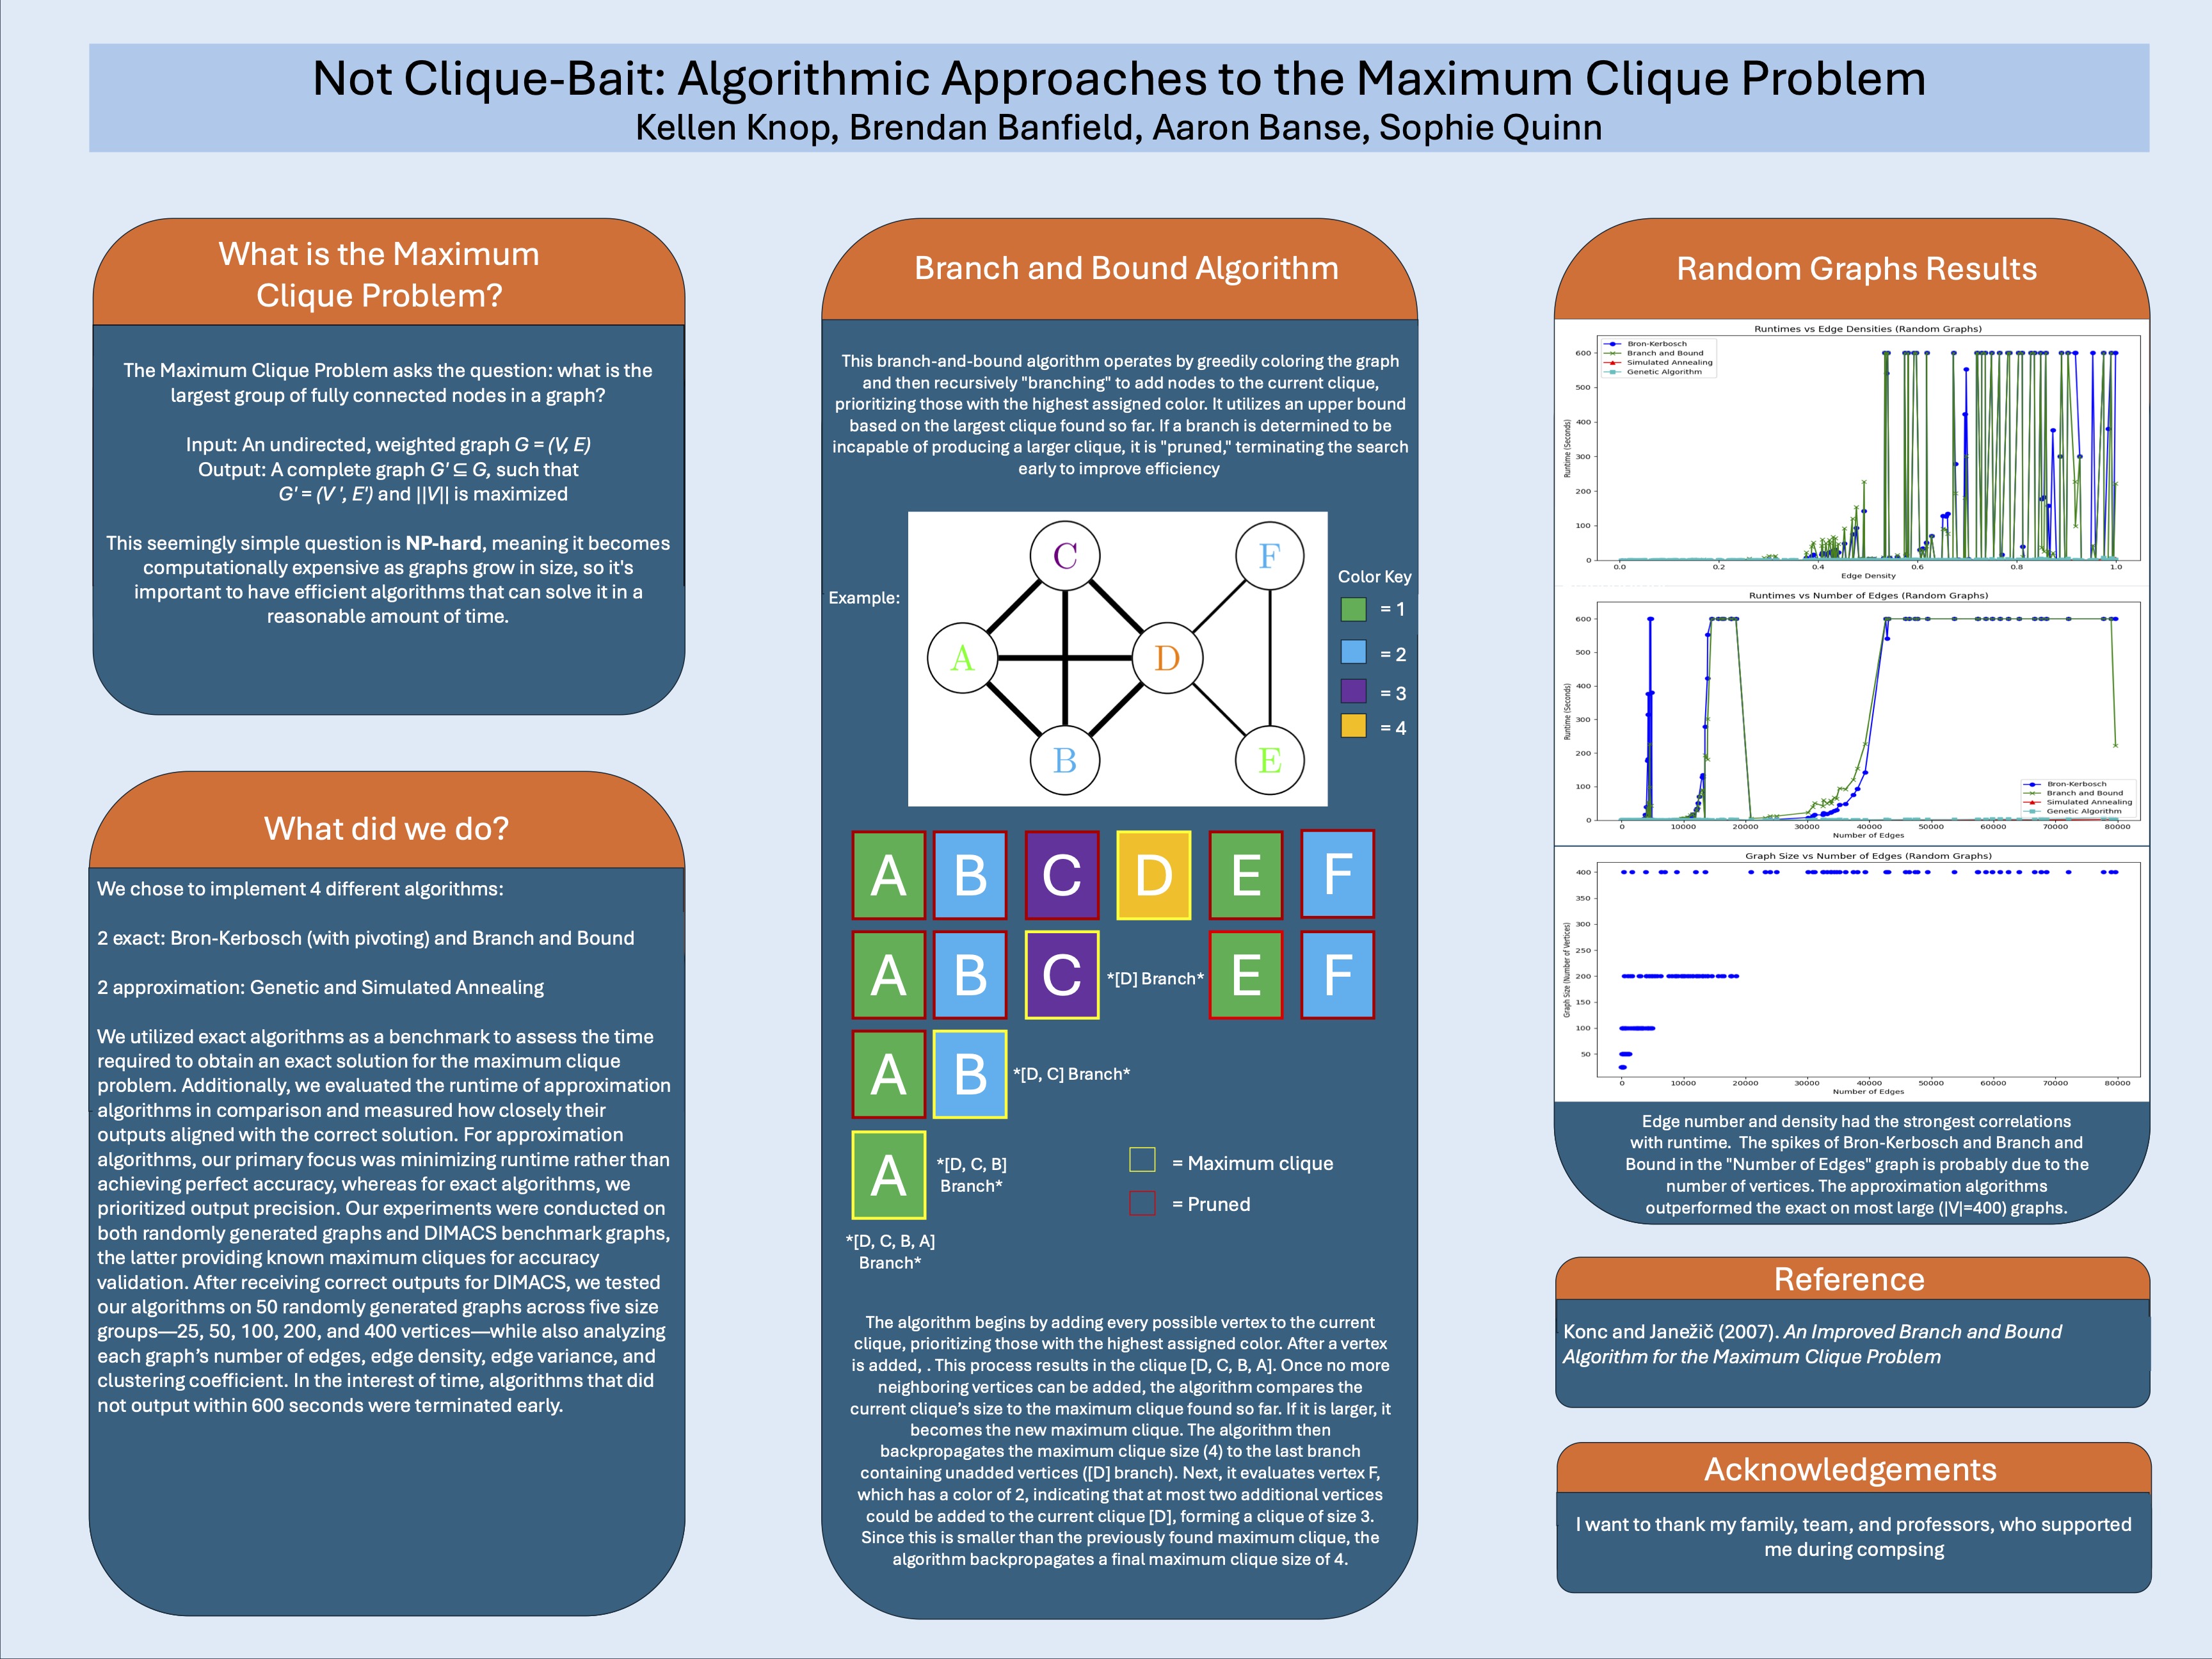 Not Clique-Bait: Algorithmic Approaches to the Maximum Clique Problem
Kellen Knop, Brendan Banfield, Aaron Banse, Sophie Quinn
What is the Maximum
Clique Problem?
The Maximum Clique Problem asks the question: what is the
largest group of fully connected nodes in a graph?
Input: An undirected, weighted graph G = (V, E)
Output: A complete graph G' ⊆ G, such that
G' = (V ', E') and ||V|| is maximized
This seemingly simple question is NP-hard, meaning it becomes
computationally expensive as graphs grow in size, so it's
important to have efficient algorithms that can solve it in a
reasonable amount of time.
What did we do?
We chose to implement 4 different algorithms:
2 exact: Bron-Kerbosch (with pivoting) and Branch and Bound
2 approximation: Genetic and Simulated Annealing
We utilized exact algorithms as a benchmark to assess the time
required to obtain an exact solution for the maximum clique
problem. Additionally, we evaluated the runtime of approximation
algorithms in comparison and measured how closely their
outputs aligned with the correct solution. For approximation
algorithms, our primary focus was minimizing runtime rather than
achieving perfect accuracy, whereas for exact algorithms, we
prioritized output precision. Our experiments were conducted on
both randomly generated graphs and DIMACS benchmark graphs,
the latter providing known maximum cliques for accuracy
validation. After receiving correct outputs for DIMACS, we tested
our algorithms on 50 randomly generated graphs across five size
groups—25, 50, 100, 200, and 400 vertices—while also analyzing
each graph's number of edges, edge density, edge variance, and
clustering coefficient. In the interest of time, algorithms that did
not output within 600 seconds were terminated early.
Branch and Bound Algorithm
This branch-and-bound algorithm operates by greedily coloring the graph
and then recursively "branching" to add nodes to the current clique,
prioritizing those with the highest assigned color. It utilizes an upper bound
based on the largest clique found so far. If a branch is determined to be
incapable of producing a larger clique, it is "pruned," terminating the search
early to improve efficiency
Example:
C F
A D
B E
Color Key
= 1
= 2
= 3
= 4
A B C D E F
A B C *[D] Branch* E F
A B *[D, C] Branch*
A *[D, C, B]
Branch*
= Maximum clique
= Pruned
*[D, C, B, A]
Branch*
The algorithm begins by adding every possible vertex to the current
clique, prioritizing those with the highest assigned color. After a vertex
is added, . This process results in the clique [D, C, B, A]. Once no more
neighboring vertices can be added, the algorithm compares the
current clique's size to the maximum clique found so far. If it is larger, it
becomes the new maximum clique. The algorithm then
backpropagates the maximum clique size (4) to the last branch
containing unadded vertices ([D] branch). Next, it evaluates vertex F,
which has a color of 2, indicating that at most two additional vertices
could be added to the current clique [D], forming a clique of size 3.
Since this is smaller than the previously found maximum clique, the
algorithm backpropagates a final maximum clique size of 4.
Random Graphs Results
Runtimes vs Edge Densities (Random Graphs)
Bron-Kerbosch
Branch and Bound
Simulated Annealing
Genetic Algorithm
Runtime (Seconds)
600
500
400
300
200
100
0
0.0 0.2 0.4 0.6 0.8 1.0
Edge Density
Runtimes vs Number of Edges (Random Graphs)
Runtime (Seconds)
600
500
400
300
200
100
0
Bron-Kerbosch
Branch and Bound
Simulated Annealing
Genetic Algorithm
0 10000 20000 30000 40000 50000 60000 70000 80000
Number of Edges
Graph Size vs Number of Edges (Random Graphs)
Graph Size (Number of Vertices)
400
350
300
250
200
150
100
50
0 10000 20000 30000 40000 50000 60000 70000 80000
Number of Edges
Edge number and density had the strongest correlations
with runtime. The spikes of Bron-Kerbosch and Branch and
Bound in the "Number of Edges" graph is probably due to the
number of vertices. The approximation algorithms
outperformed the exact on most large (|V|=400) graphs.
Reference
Konc and Janežič (2007). An Improved Branch and Bound
Algorithm for the Maximum Clique Problem
Acknowledgements
I want to thank my family, team, and professors, who supported
me during compsing